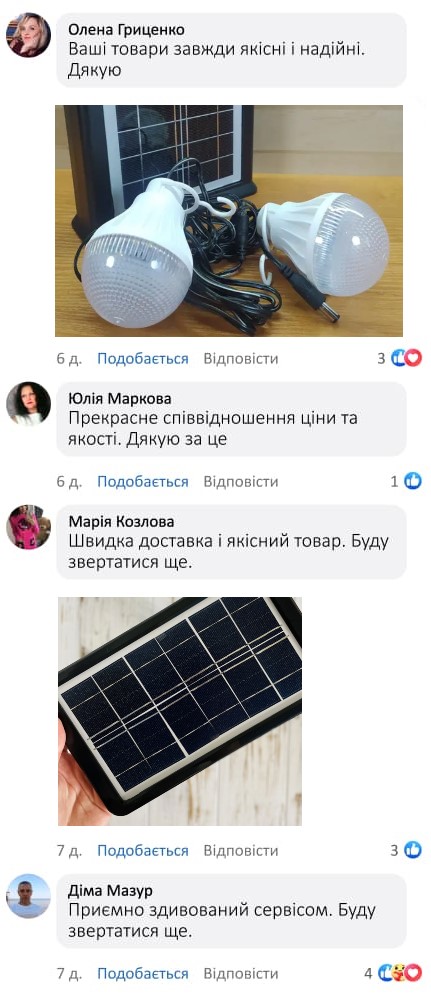 Олена Гриценко
Ваші товари завжди якісні і надійні.
Дякую
6 д. Подобається Відповісти 3
Юлія Маркова
Прекрасне співвідношення ціни та
якості. Дякую за це
6 д. Подобається Відповісти 1
Марія Козлова
Швидка доставка і якісний товар. Буду
звертатися ще.
7 д. Подобається Відповісти 3
Діма Мазур
Приємно здивований сервісом. Буду
звертатися ще.
7 д. Подобається Відповісти 4